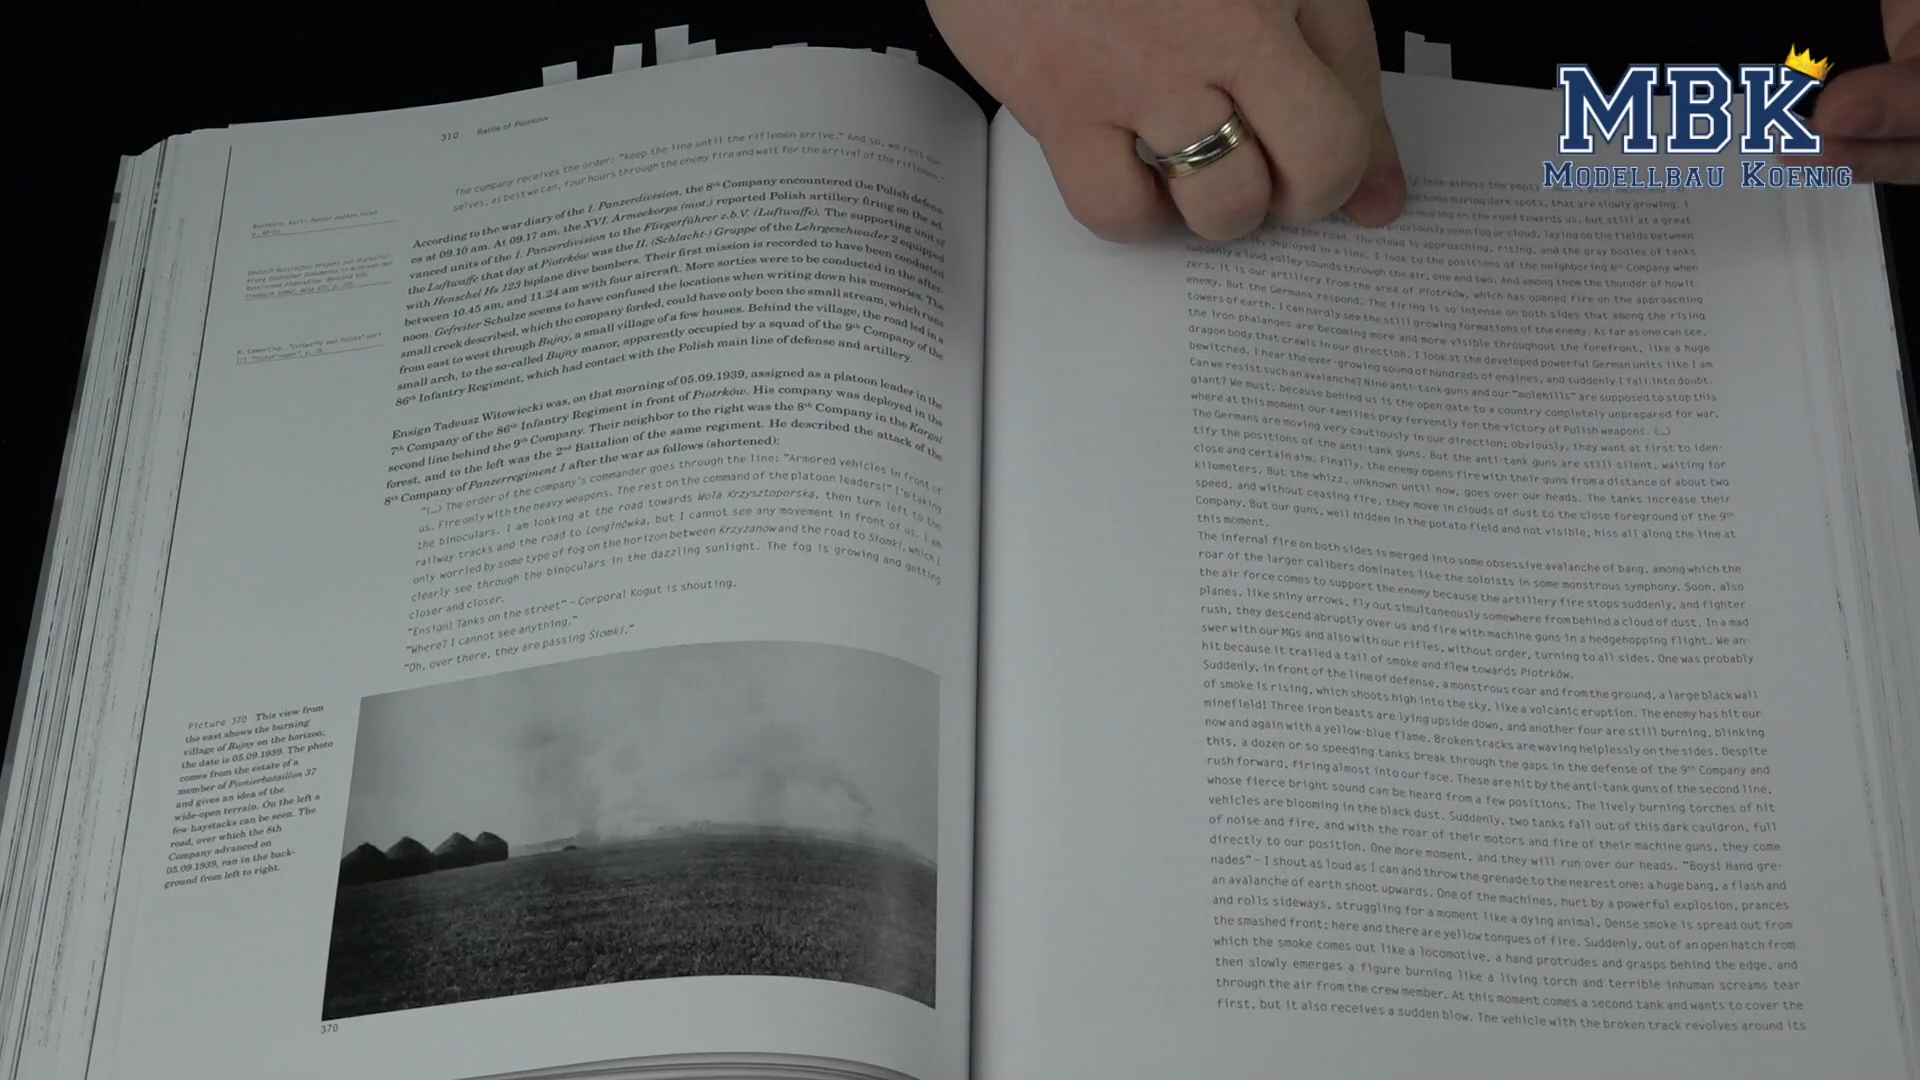 MBK
MODELLBAU KOENIG
310 Battle of Piotrków
The company receives the order: "Keep the line until the riflemen arrive." And so, we rest our-
selves, as best we can, four hours through the enemy fire and wait for the arrival of the riflemen."
According to the war diary of the 1. Panzerdivision, the 8th Company encountered the Polish defens-
es at 09.10 am. At 09.17 am, the XVI. Armeekorps (mot.) reported Polish artillery firing on the ad-
vanced units of the 1. Panzerdivision to the Fliegerführer z.b.V. (Luftwaffe). The supporting unit of
the Luftwaffe that day at Piotrków was the II. (Schlacht-) Gruppe of the Lehrgeschwader 2 equipped
with Henschel Hs 123 biplane dive bombers. Their first mission is recorded to have been conducted
between 10.45 am, and 11.24 am with four aircraft. More sorties were to be conducted in the after-
noon. Gefreiter Schulze seems to have confused the locations when writing down his memories. The
small creek described, which the company forded, could have only been the small stream, which runs
from east to west through Bujny, a small village of a few houses. Behind the village, the road led in a
small arch, to the so-called Bujny manor, apparently occupied by a squad of the 9th Company of the
86th Infantry Regiment, which had contact with the Polish main line of defense and artillery.
Ensign Tadeusz Witowiecki was, on that morning of 05.09.1939, assigned as a platoon leader in the
7th Company of the 86th Infantry Regiment in front of Piotrków. His company was deployed in the
second line behind the 9th Company. Their neighbor to the right was the 8th Company in the Kargal
forest, and to the left was the 2nd Battalion of the same regiment. He described the attack of the
8th Company of Panzerregiment 1 after the war as follows (shortened):
"(…) The order of the company's commander goes through the line: "Armored vehicles in front of
us. Fire only with the heavy weapons. The rest on the command of the platoon leaders!" I'm taking
the binoculars. I am looking at the road towards Wola Krzysztoporska, then turn left to the
railway tracks and the road to Longinówka, but I cannot see any movement in front of us. I am
only worried by some type of fog on the horizon between Krzyzanow and the road to Siomki, which I
clearly see through the binoculars in the dazzling sunlight. The fog is growing and getting
closer and closer.
"Ensign! Tanks on the street" – Corporal Kogut is shouting.
"Where? I cannot see anything."
"Oh, over there, they are passing Siomki."
Picture 370 This view from
the east shows the burning
village of Bujny on the horizon;
the date is 05.09.1939. The photo
comes from the estate of a
member of Pionierbataillon 37
and gives an idea of the
wide-open terrain. On the left a
few haystacks can be seen. The
road, over which the 8th
Company advanced on
05.09.1939, ran in the back-
ground from left to right.
370
dark spots, that are slowly growing. I
on the road towards us, but still at a great
seen fog or cloud, laying on the fields between
and the road. The cloud is approaching, rising, and the gray bodies of tanks
deployed in a line. I look to the positions of the neighboring 6th Company when
suddenly a loud volley sounds through the air, one and two. And among them the thunder of howit-
zers. It is our artillery from the area of Piotrków, which has opened fire on the approaching
enemy. But the Germans respond. The firing is so intense on both sides that among the rising
towers of earth, I can hardly see the still growing formations of the enemy. As far as one can see,
the iron phalanges are becoming more and more visible throughout the forefront, like a huge
dragon body that crawls in our direction. I look at the developed powerful German units like I am
bewitched. I hear the ever-growing sound of hundreds of engines, and suddenly I fall into doubt.
Can we resist such an avalanche? Nine anti-tank guns and our "molehills" are supposed to stop this
giant? We must, because behind us is the open gate to a country completely unprepared for war,
where at this moment our families pray fervently for the victory of Polish weapons. (…)
The Germans are moving very cautiously in our direction; obviously, they want at first to iden-
tify the positions of the anti-tank guns. But the anti-tank guns are still silent, waiting for
close and certain aim. Finally, the enemy opens fire with their guns from a distance of about two
kilometers. But the whizz, unknown until now, goes over our heads. The tanks increase their
speed, and without ceasing fire, they move in clouds of dust to the close foreground of the 9th
Company. But our guns, well hidden in the potato field and not visible, hiss all along the line at
this moment.
The infernal fire on both sides is merged into some obsessive avalanche of bang, among which the
roar of the larger calibers dominates like the soloists in some monstrous symphony. Soon, also
the air force comes to support the enemy because the artillery fire stops suddenly, and fighter
planes, like shiny arrows, fly out simultaneously somewhere from behind a cloud of dust. In a mad
rush, they descend abruptly over us and fire with machine guns in a hedgehopping flight. We an-
swer with our MGs and also with our rifles, without order, turning to all sides. One was probably
hit because it trailed a tail of smoke and flew towards Piotrków.
Suddenly, in front of the line of defense, a monstrous roar and from the ground, a large black wall
of smoke is rising, which shoots high into the sky, like a volcanic eruption. The enemy has hit our
minefield! Three iron beasts are lying upside down, and another four are still burning, blinking
now and again with a yellow-blue flame. Broken tracks are waving helplessly on the sides. Despite
this, a dozen or so speeding tanks break through the gaps in the defense of the 9th Company and
rush forward, firing almost into our face. These are hit by the anti-tank guns of the second line,
whose fierce bright sound can be heard from a few positions. The lively burning torches of hit
vehicles are blooming in the black dust. Suddenly, two tanks fall out of this dark cauldron, full
of noise and fire, and with the roar of their motors and fire of their machine guns, they come
directly to our position. One more moment, and they will run over our heads. "Boys! Hand gre-
nades" – I shout as loud as I can and throw the grenade to the nearest one; a huge bang, a flash and
an avalanche of earth shoot upwards. One of the machines, hurt by a powerful explosion, prances
and rolls sideways, struggling for a moment like a dying animal. Dense smoke is spread out from
the smashed front; here and there are yellow tongues of fire. Suddenly, out of an open hatch from
which the smoke comes out like a locomotive, a hand protrudes and grasps behind the edge, and
then slowly emerges a figure burning like a living torch and terrible inhuman screams tear
through the air from the crew member. At this moment comes a second tank and wants to cover the
first, but it also receives a sudden blow. The vehicle with the broken track revolves around its